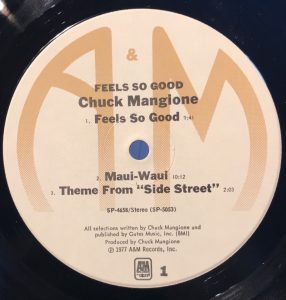 A&M
FEELS SO GOOD
Chuck Mangione
1. Feels So Good 9:41
2. Maui-Waui 10:12
3. Theme From "Side Street" 2:03
SP-4658/Stereo (SP-5053)
All selections written by Chuck Mangione and
published by Gates Music, Inc. (BMI)
Produced by Chuck Mangione
℗ 1977 A&M Records, Inc.
A&M
1